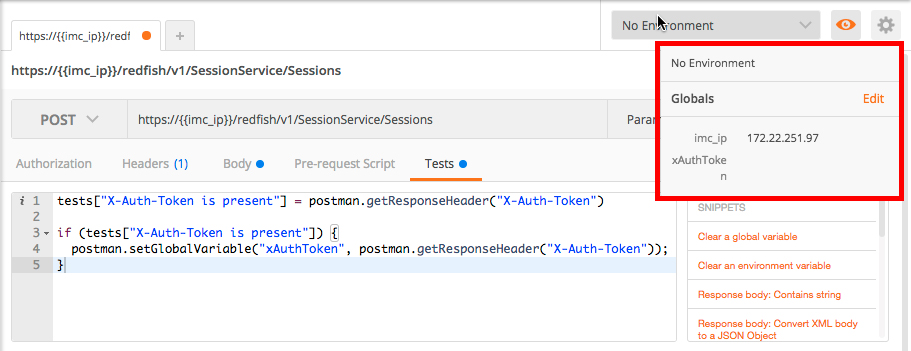 https://{{imc_ip}}/redf
+
No Environment
https://{{imc_ip}}/redfish/v1/SessionService/Sessions
No Environment
Globals
Edit
imc_ip 172.22.251.97
xAuthToke
n
POST
https://{{imc_ip}}/redfish/v1/SessionService/Sessions
Param
Authorization
Headers (1)
Body
Pre-request Script
Tests
i 1 tests["X-Auth-Token is present"] = postman.getResponseHeader("X-Auth-Token")
2
3 if (tests["X-Auth-Token is present"]) {
4 postman.setGlobalVariable("xAuthToken", postman.getResponseHeader("X-Auth-Token"));
5 }
SNIPPETS
Clear a global variable
Clear an environment variable
Response body: Contains string
Response body: Convert XML body
to a JSON Object